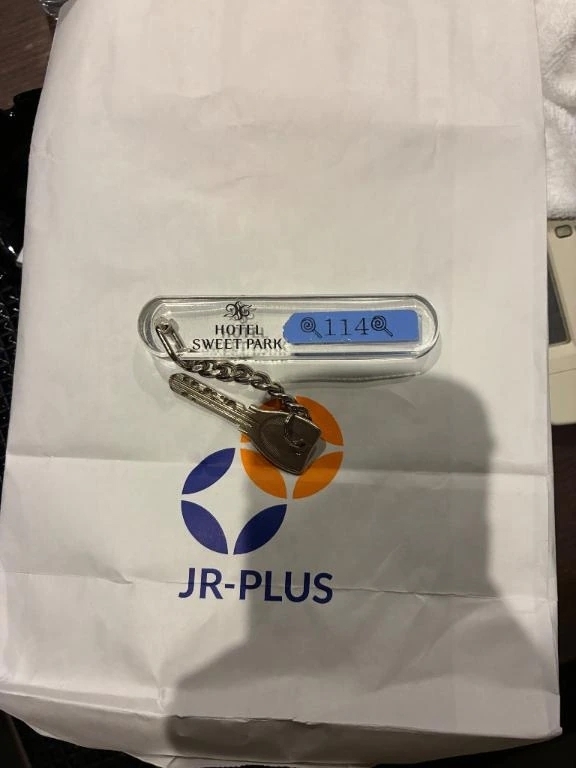 HOTEL
SWEET PARK
114
JR-PLUS